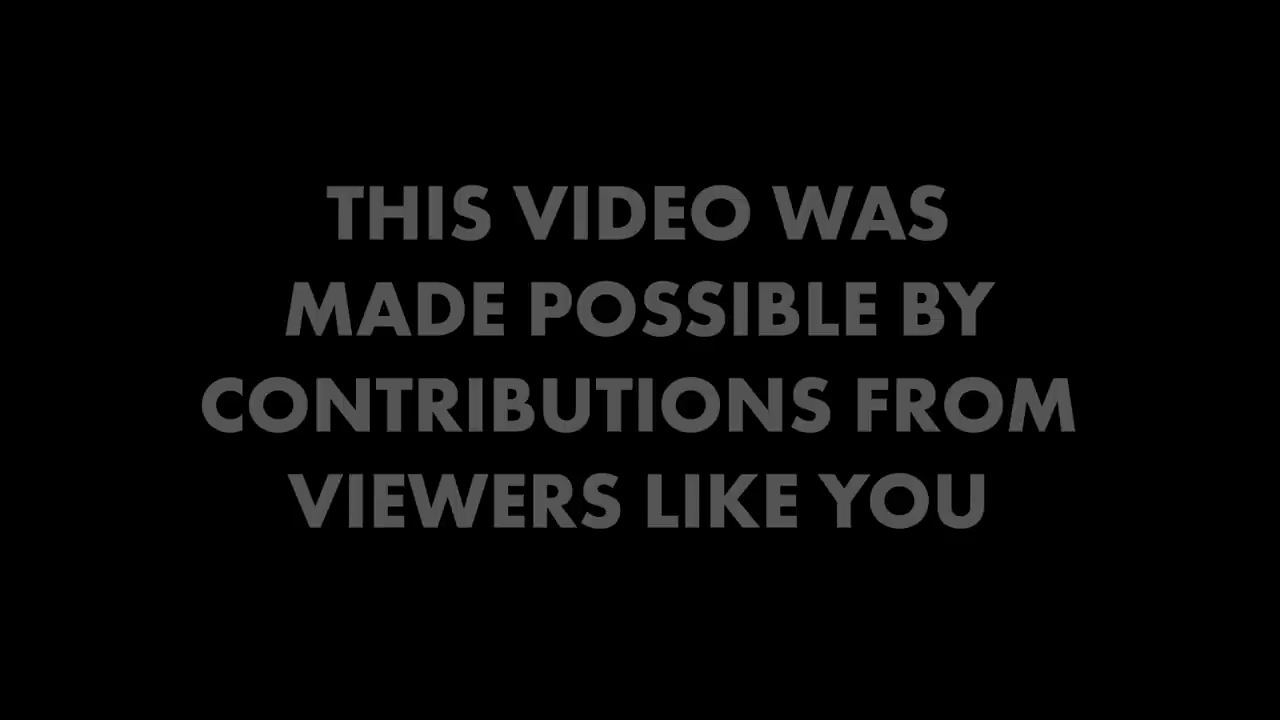 THIS VIDEO WAS
MADE POSSIBLE BY
CONTRIBUTIONS FROM
VIEWERS LIKE YOU